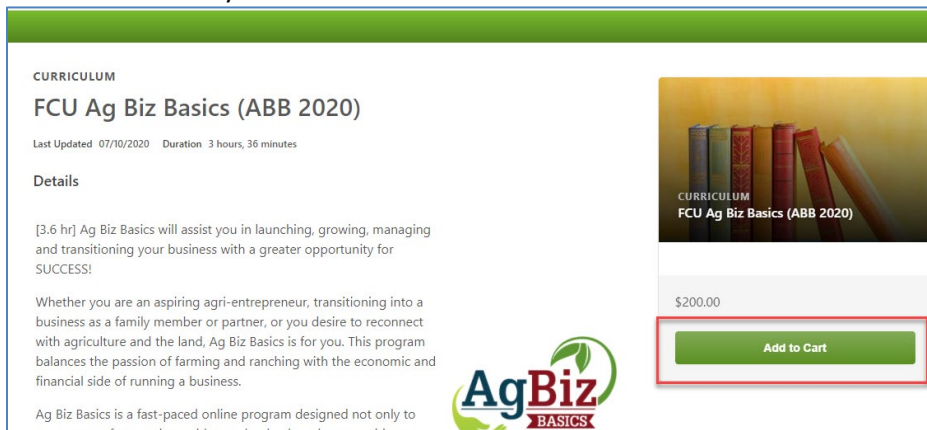 CURRICULUM
FCU Ag Biz Basics (ABB 2020)
Last Updated 07/10/2020 Duration 3 hours, 36 minutes
Details
[3.6 hr] Ag Biz Basics will assist you in launching, growing, managing
and transitioning your business with a greater opportunity for
SUCCESS!
Whether you are an aspiring agri-entrepreneur, transitioning into a
business as a family member or partner, or you desire to reconnect
with agriculture and the land, Ag Biz Basics is for you. This program
balances the passion of farming and ranching with the economic and
financial side of running a business.
Ag Biz Basics is a fast-paced online program designed not only to
AgBiz
BASICS
CURRICULUM
FCU Ag Biz Basics (ABB 2020)
$200.00
Add to Cart